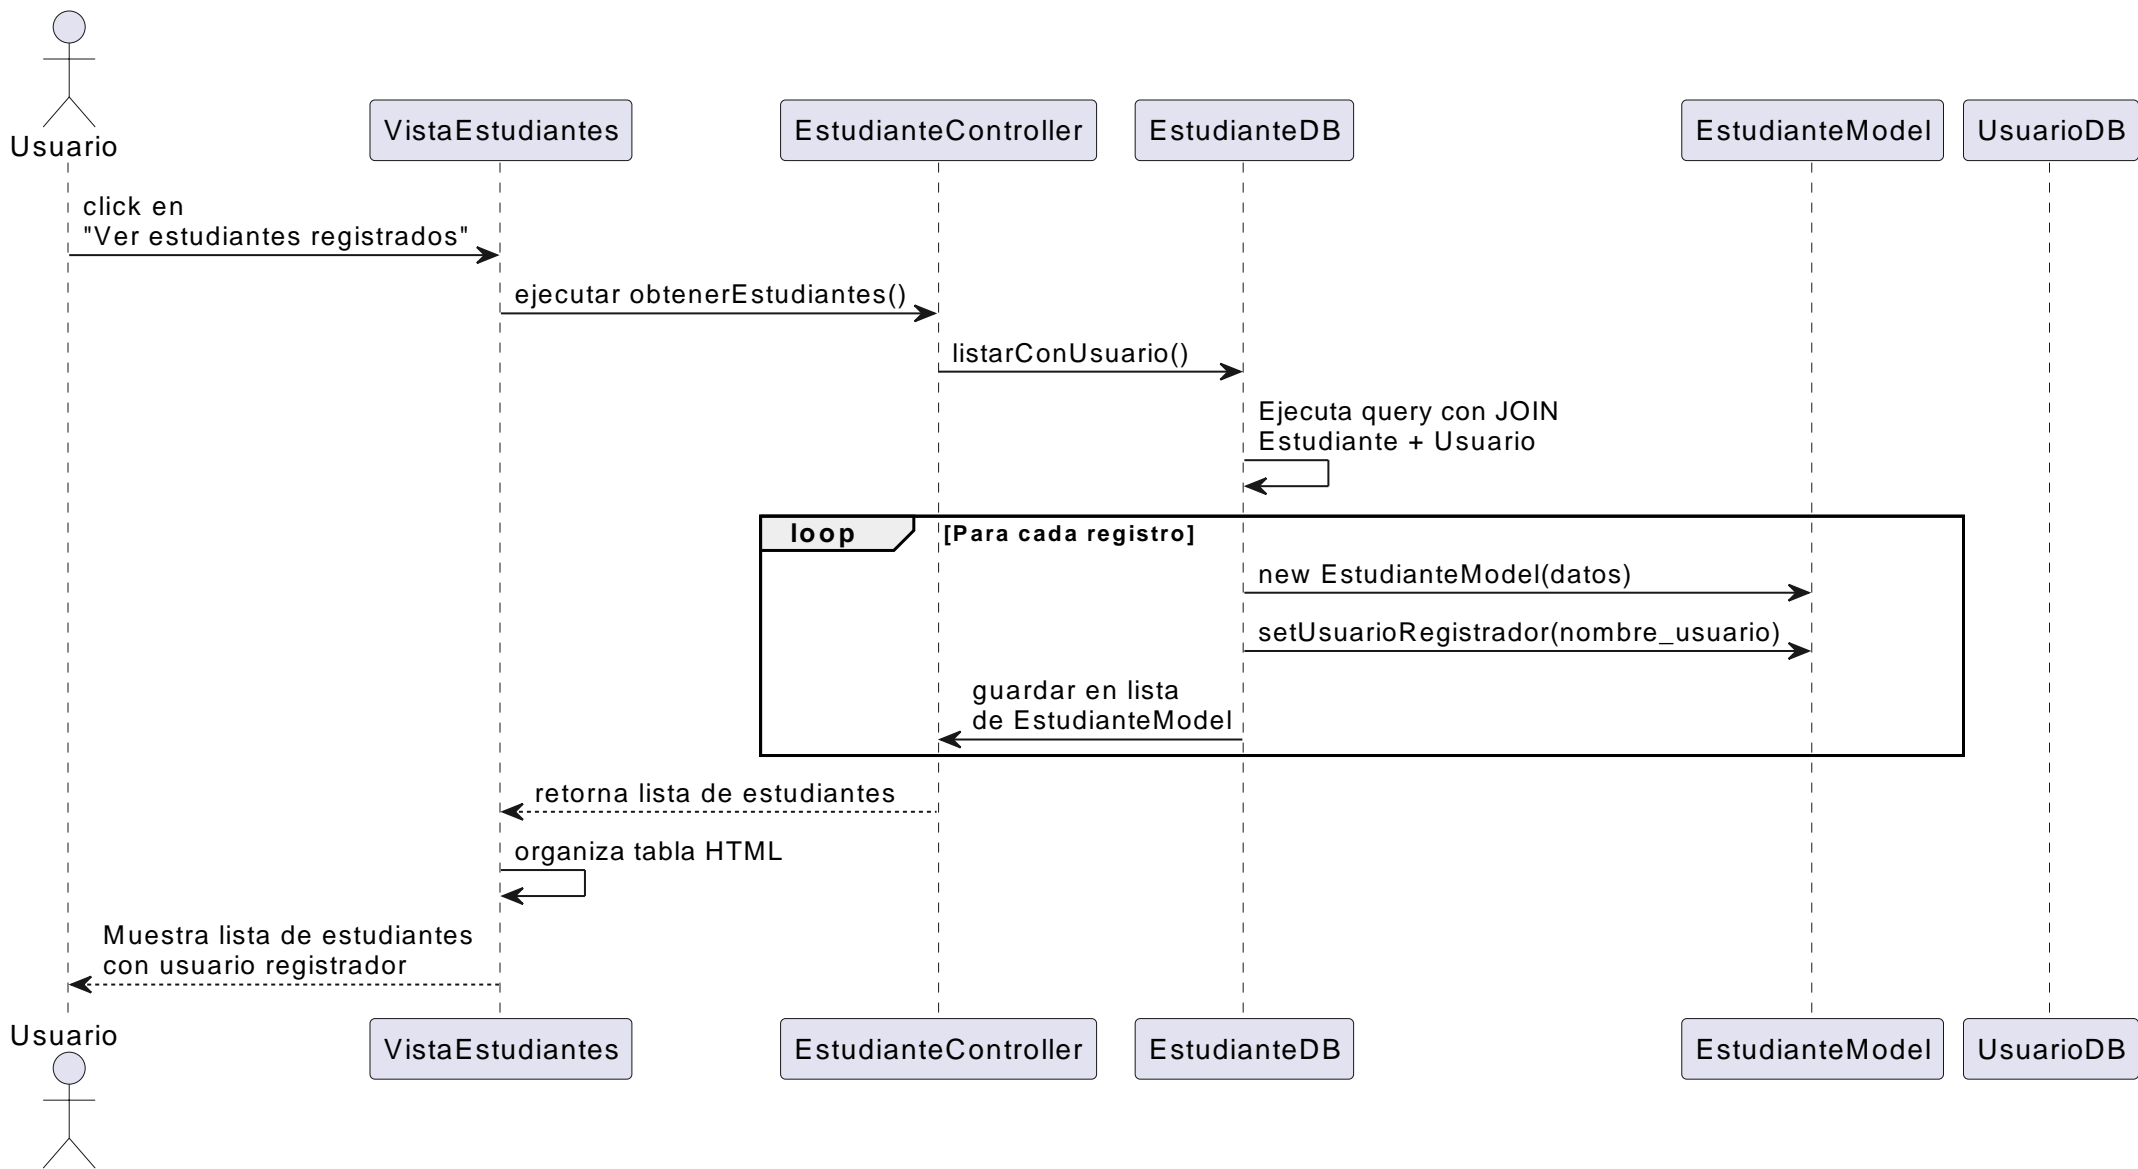 Usuario
VistaEstudiantes
EstudianteController
EstudianteDB
EstudianteModel
UsuarioDB
click en
"Ver estudiantes registrados"
ejecutar obtenerEstudiantes()
listarConUsuario()
Ejecuta query con JOIN
Estudiante + Usuario
loop
[Para cada registro]
new EstudianteModel(datos)
setUsuarioRegistrador(nombre_usuario)
guardar en lista
de EstudianteModel
retorna lista de estudiantes
organiza tabla HTML
Muestra lista de estudiantes
con usuario registrador
Usuario
VistaEstudiantes
EstudianteController
EstudianteDB
EstudianteModel
UsuarioDB